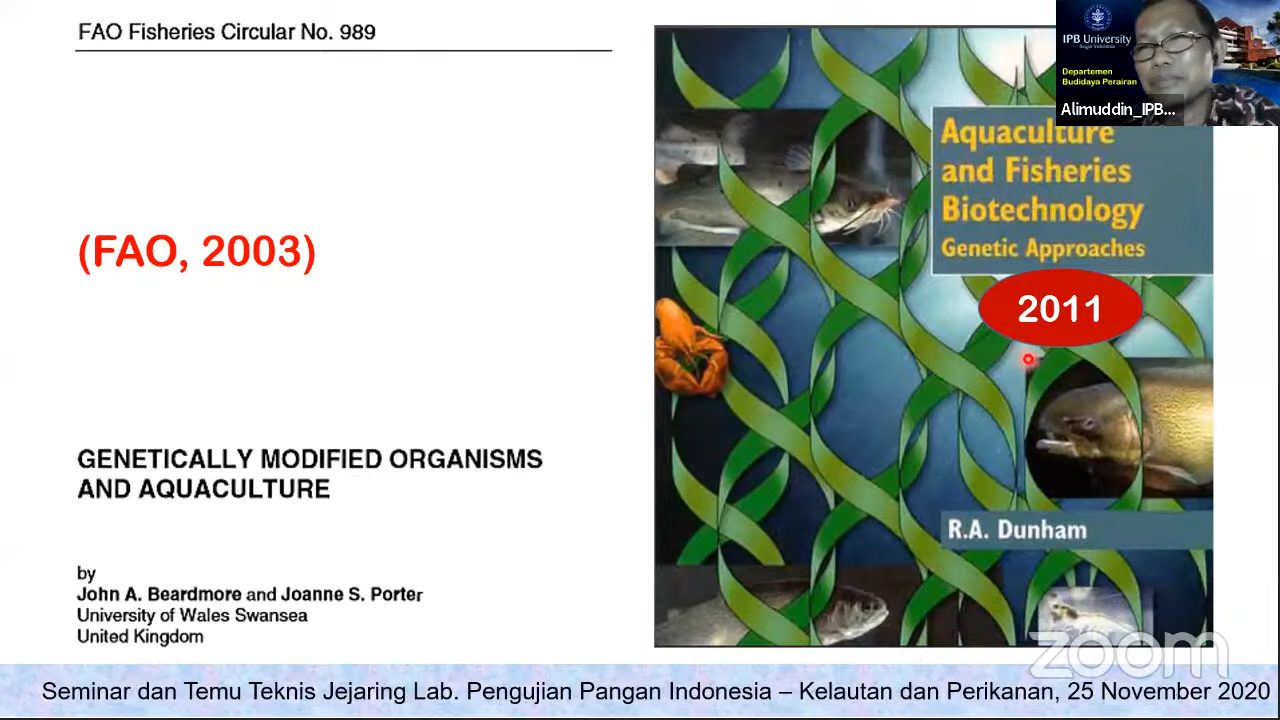 FAO Fisheries Circular No. 989
(FAO, 2003)
GENETICALLY MODIFIED ORGANISMS
AND AQUACULTURE
by
John A. Beardmore and Joanne S. Porter
University of Wales Swansea
United Kingdom
Aquaculture
and Fisheries
Biotechnology
Genetic Approaches
2011
R.A. Dunham
IPB University
Bogor Indonesia
Departemen
Budidaya Perairan
Alimuddin_IPB...
zoom
Seminar dan Temu Teknis Jejaring Lab. Pengujian Pangan Indonesia – Kelautan dan Perikanan, 25 November 2020